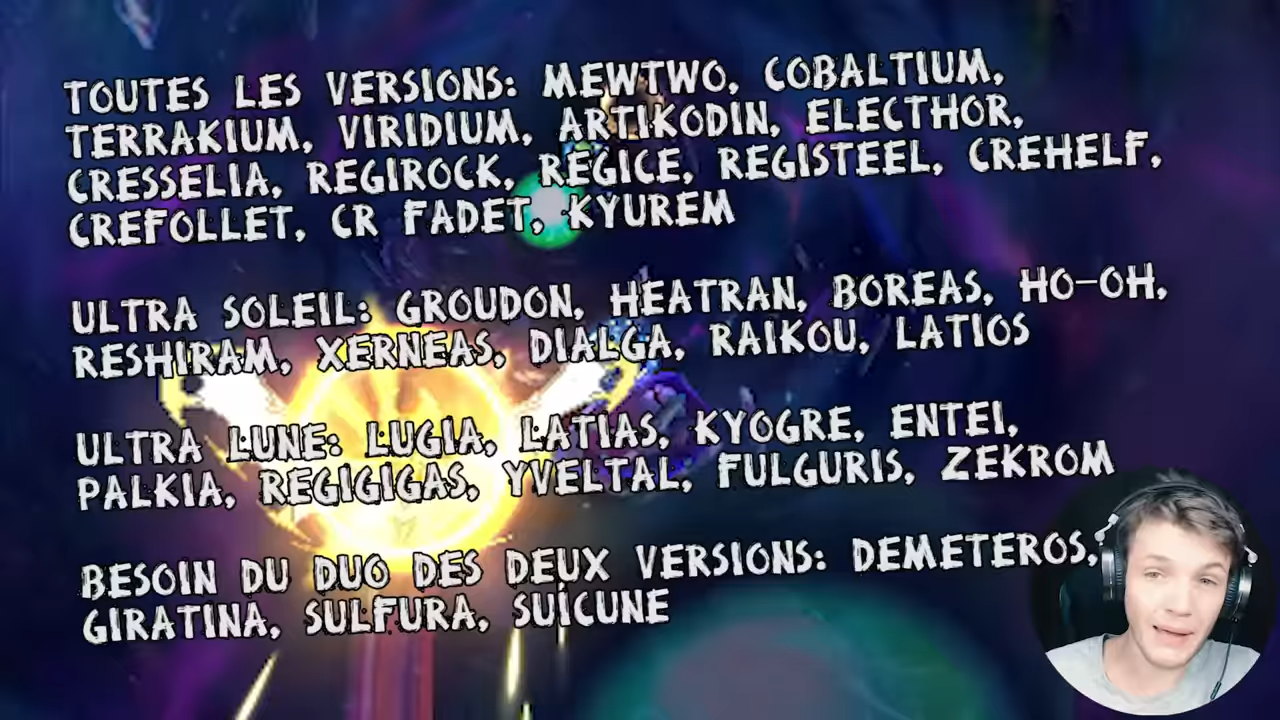 TOUTES LES VERSIONS: MEWTWO, COBALTIUM,
TERRAKIUM, VIRIDIUM, ARTIKODIN, ELECTHOR,
CRESSELIA, REGIROCK, REGICE, REGISTEEL, CREHELF,
CREFOLLET, CR FADET, KYUREM
ULTRA SOLEIL: GROUDON, HEATRAN, BOREAS, HO-OH,
RESHIRAM, XERNEAS, DIALGA, RAIKOU, LATIOS
ULTRA LUNE: LUGIA, LATIAS, KYOGRE, ENTEI,
PALKIA, REGIGIGAS, YVELTAL, FULGURIS, ZEKROM
BESOIN DU DUO DES DEUX VERSIONS: DEMETEROS,
GIRATINA, SULFURA, SUICUNE